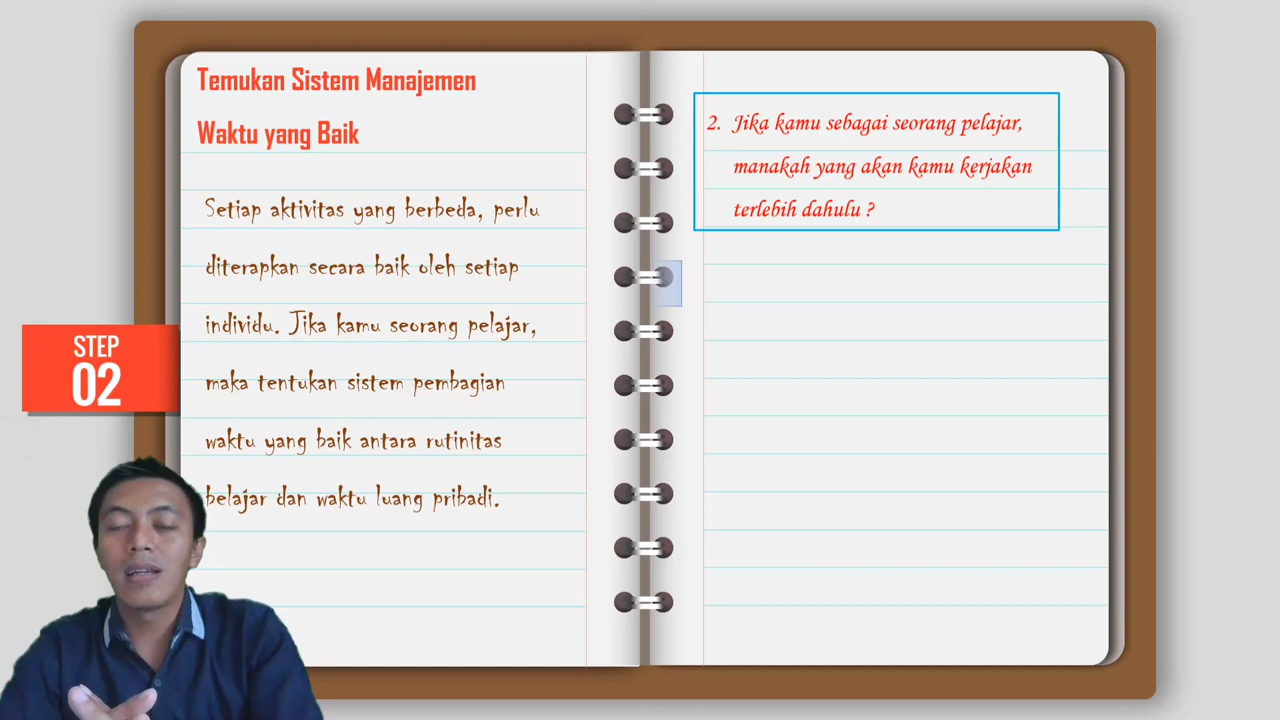 Temukan Sistem Manajemen
Waktu yang Baik
Setiap aktivitas yang berbeda, perlu
diterapkan secara baik oleh setiap
individu. Jika kamu seorang pelajar,
maka tentukan sistem pembagian
waktu yang baik antara rutinitas
belajar dan waktu luang pribadi.
STEP
02
2. Jika kamu sebagai seorang pelajar,
manakah yang akan kamu kerjakan
terlebih dahulu ?